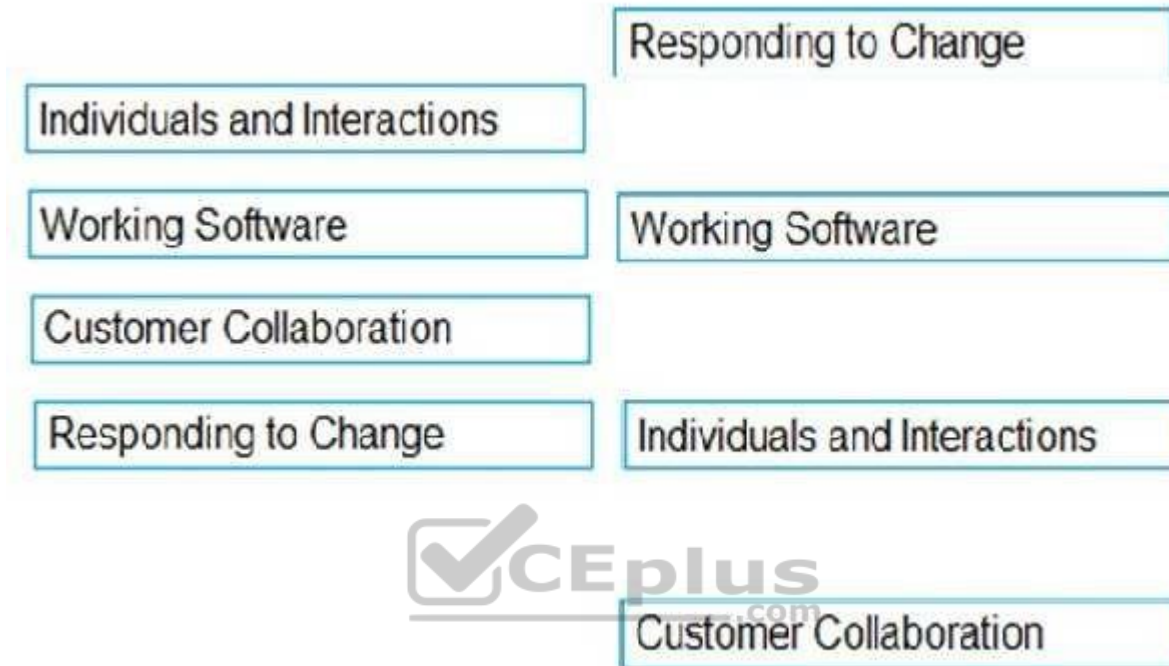 Responding to Change
Individuals and Interactions
Working Software
Working Software
Customer Collaboration
Responding to Change
Individuals and Interactions
CEplus
.com
Customer Collaboration